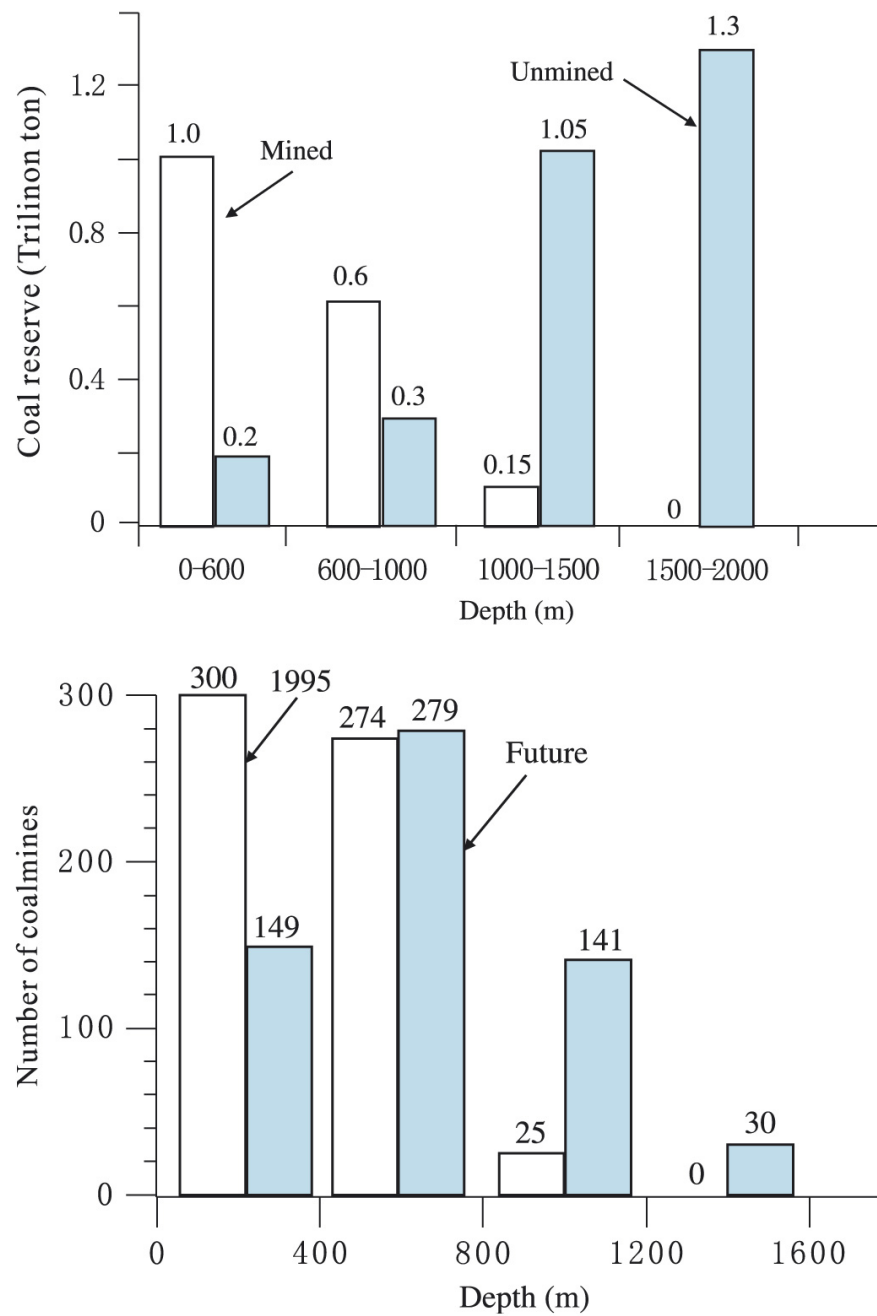 1.3
Unmined
1.2
1.0
1.05
Mined
0.8
0.6
0.4
0.3
0.2
0.15
0
0
Coal reserve (Trilinon ton)
0-600 600-1000 1000-1500 1500-2000
Depth (m)
300 1995
300
274 279
Future
200
149
141
100
25
30
0
0
Number of coalmines
0 400 800 1200 1600
Depth (m)